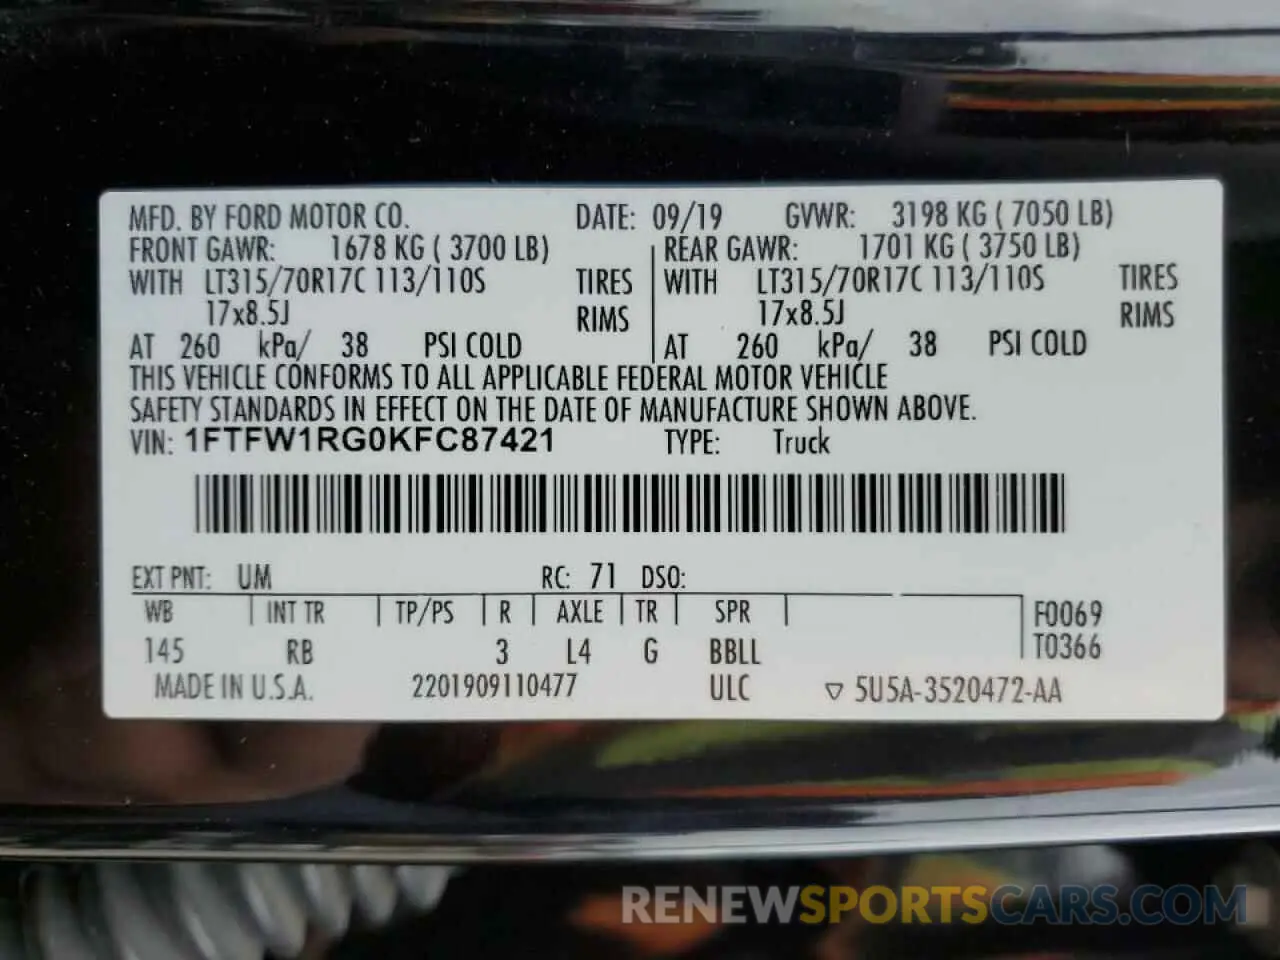 MFD. BY FORD MOTOR CO. DATE: 09/19 GVWR: 3198 KG ( 7050 LB)
FRONT GAWR: 1678 KG ( 3700 LB) REAR GAWR: 1701 KG ( 3750 LB)
WITH LT315/70R17C 113/110S TIRES WITH LT315/70R17C 113/110S TIRES
17x8.5J RIMS 17x8.5J RIMS
AT 260 kPa/ 38 PSI COLD AT 260 kPa/ 38 PSI COLD
THIS VEHICLE CONFORMS TO ALL APPLICABLE FEDERAL MOTOR VEHICLE
SAFETY STANDARDS IN EFFECT ON THE DATE OF MANUFACTURE SHOWN ABOVE.
VIN: 1FTFW1RG0KFC87421 TYPE: Truck
EXT PNT: UM RC: 71 DSO:
WB INT TR TP/PS R AXLE TR SPR F0069
145 RB 3 L4 G BBLL T0366
MADE IN U.S.A. 2201909110477 ULC ▽ 5U5A-3520472-AA
RENEWSPORTSCARS.COM